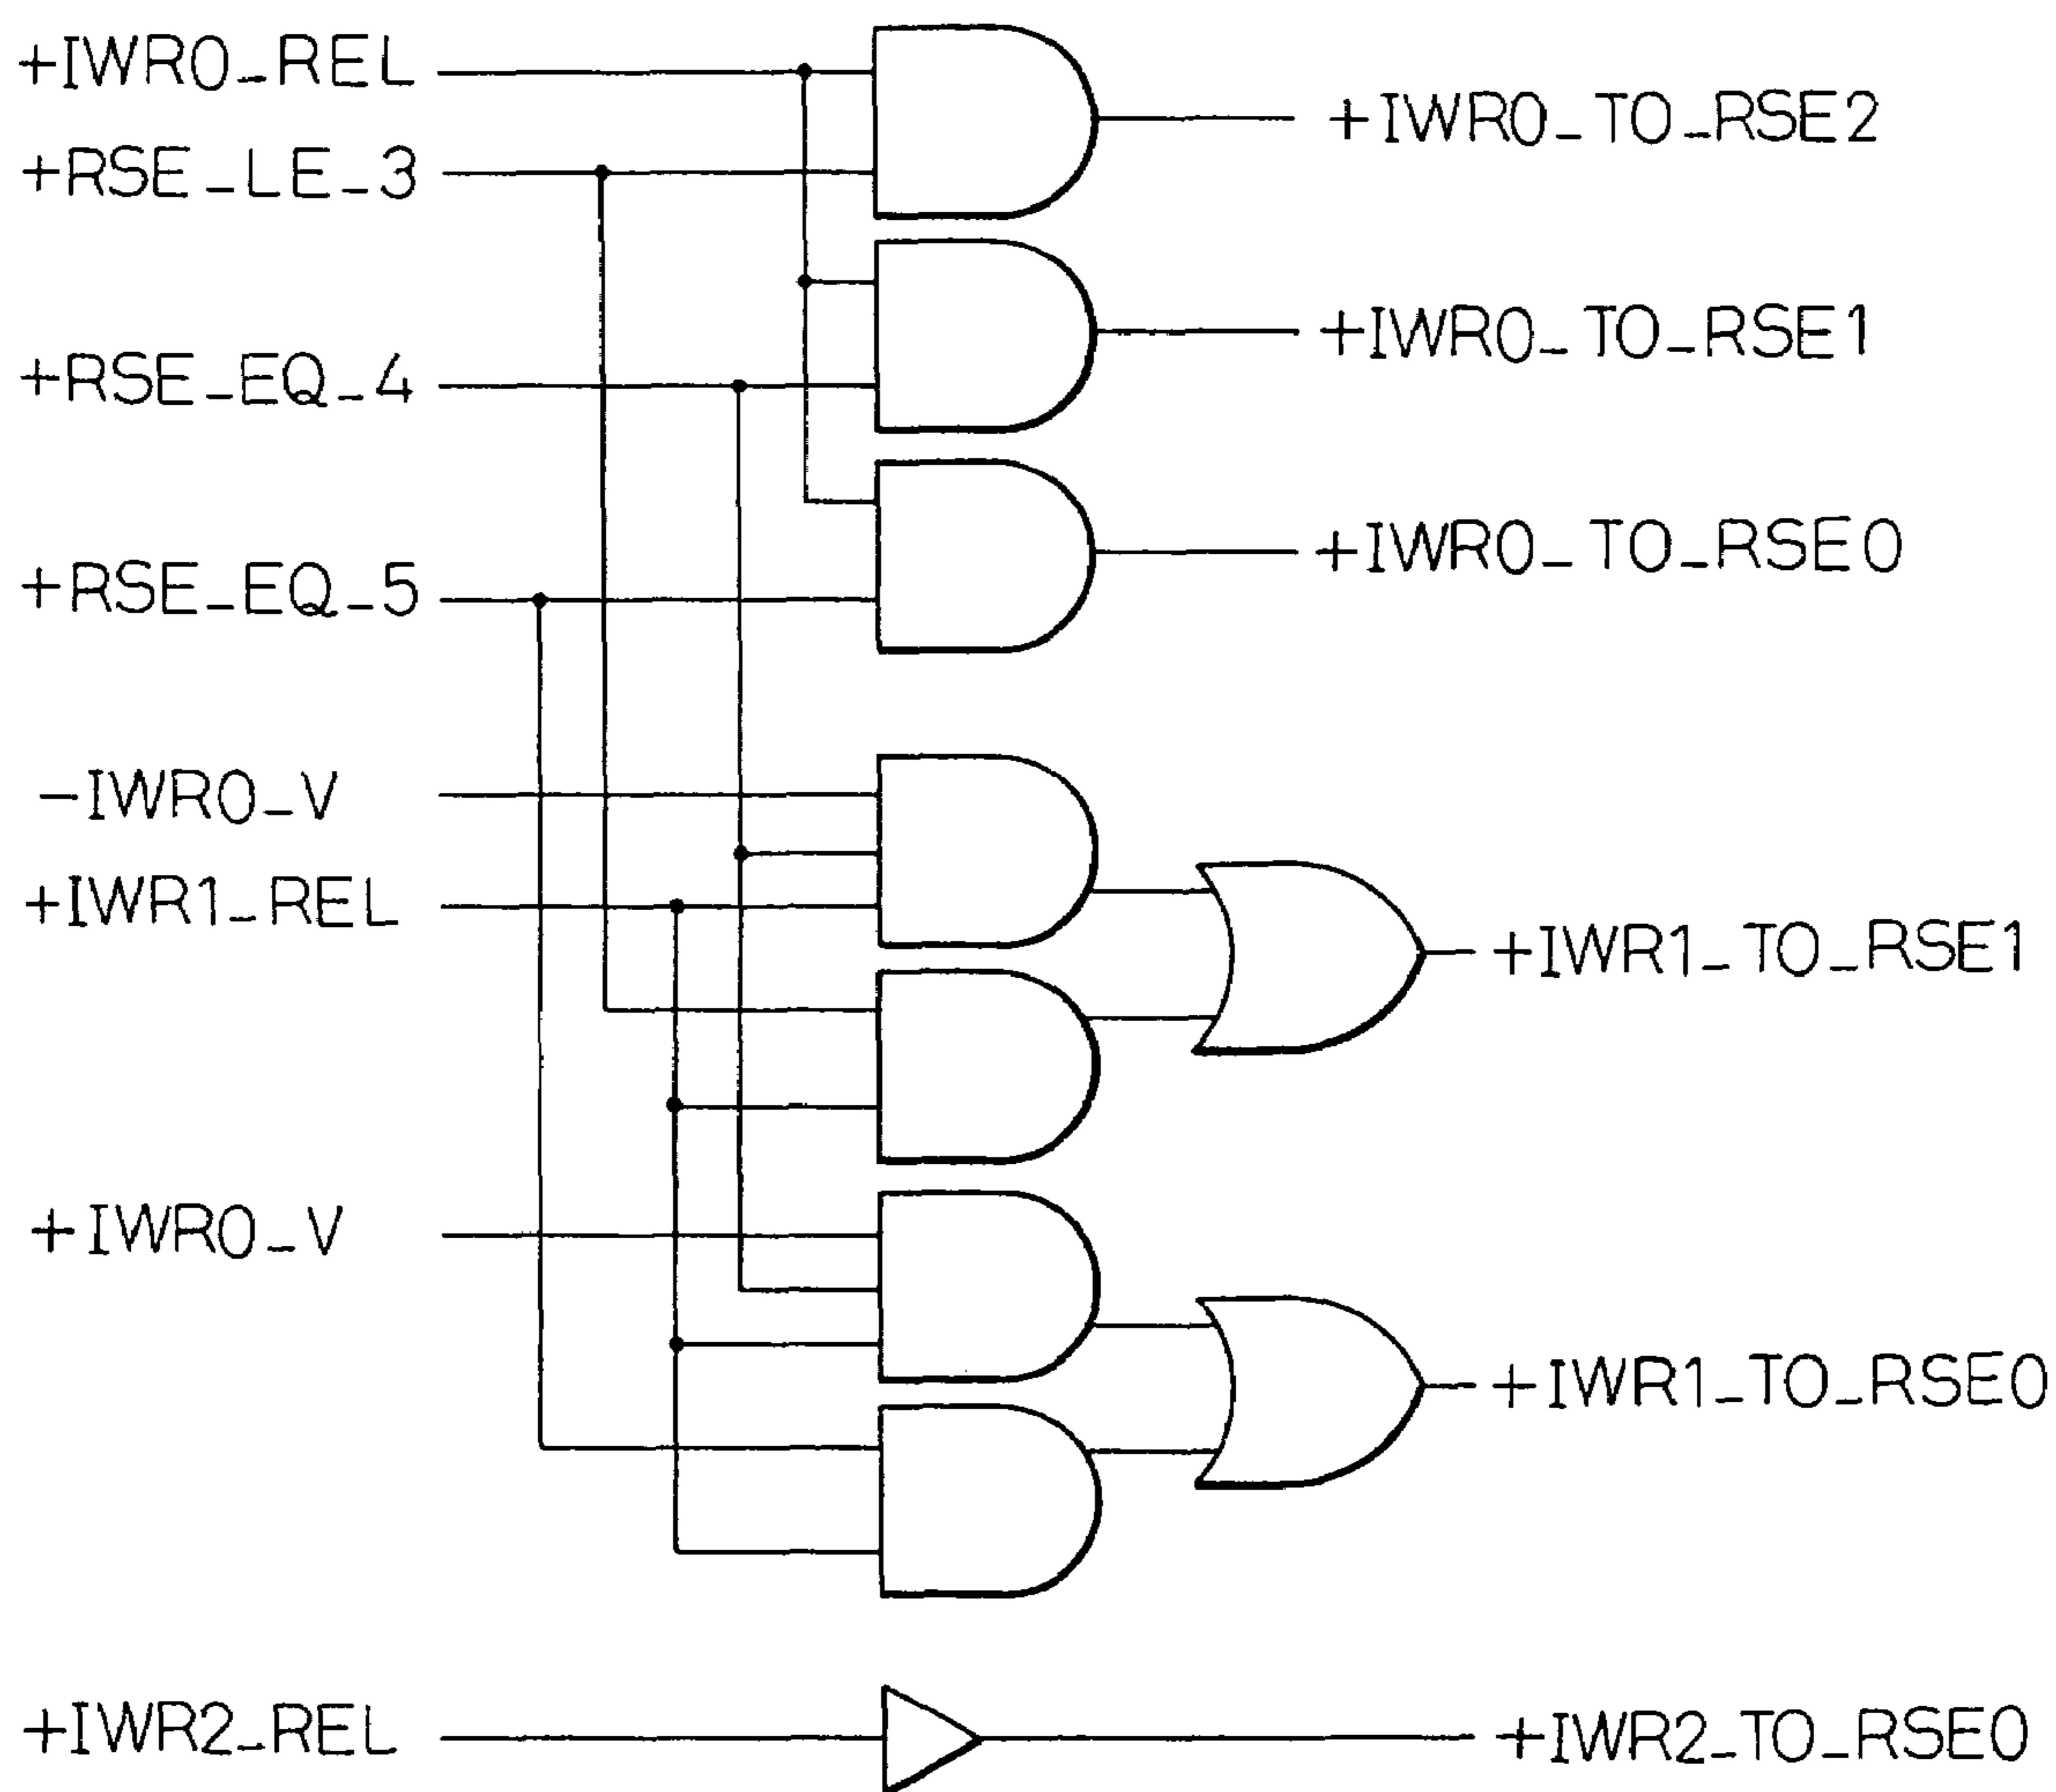 +IWR0_REL
+IWR0_TO_RSE2
+RSE_LE_3
+IWR0_TO_RSE1
+RSE_EQ_4
+IWR0_TO_RSE0
+RSE_EQ_5
-IWR0_V
+IWR1_REL
+IWR1_TO_RSE1
+IWR0_V
+IWR1_TO_RSE0
+IWR2_REL
+IWR2_TO_RSE0